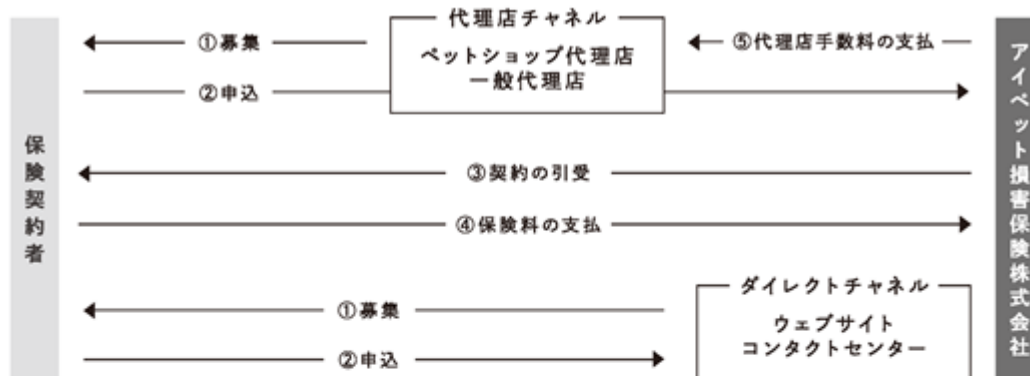 代理店チャネル
①募集
ペットショップ代理店
一般代理店
⑤代理店手数料の支払
②申込
保険契約者
アイペット損害保険株式会社
③契約の引受
④保険料の支払
ダイレクトチャネル
①募集
ウェブサイト
コンタクトセンター
②申込